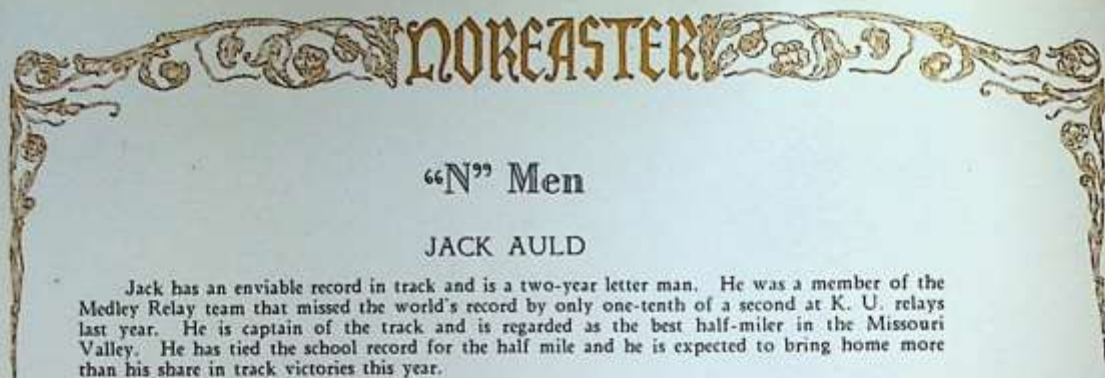 NOREASTER
“N” Men
JACK AULD
Jack has an enviable record in track and is a two-year letter man. He was a member of the
Medley Relay team that missed the world's record by only one-tenth of a second at K. U. relays
last year. He is captain of the track and is regarded as the best half-miler in the Missouri
Valley. He has tied the school record for the half mile and he is expected to bring home more
than his share in track victories this year.